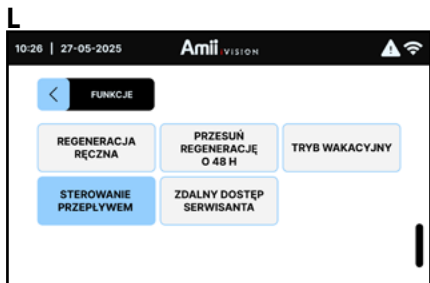 L
10:26 | 27-05-2025 Amii.VISION
FUNKCJE
REGENERACJA
RĘCZNA
PRZESUŃ
REGENERACJĘ
O 48 H
TRYB WAKACYJNY
STEROWANIE
PRZEPŁYWEM
ZDALNY DOSTĘP
SERWISANTA